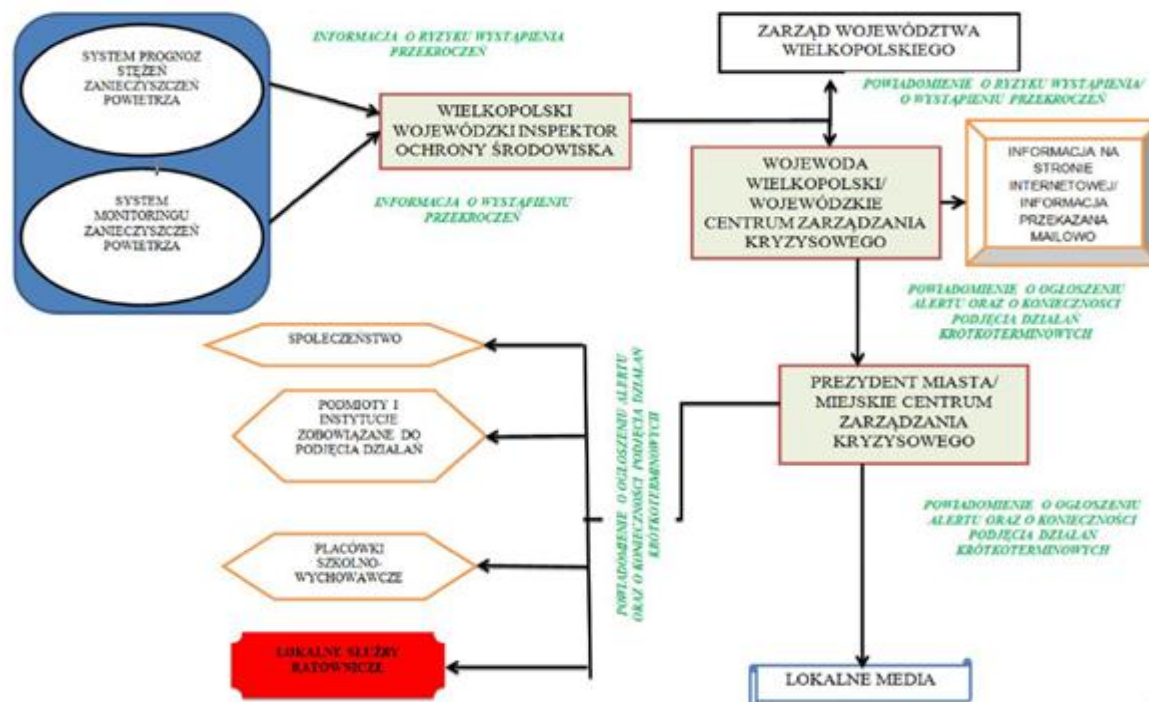 SYSTEM PROGNOZ
STĘŻEŃ
ZANIECZYSZCZEŃ
POWIETRZA
SYSTEM
MONITORINGU
ZANIECZYSZCZEŃ
POWIETRZA
INFORMACJA O RYZYKU WYSTĄPIENIA
PRZEKROCZEŃ
WIELKOPOLSKI
WOJEWÓDZKI INSPEKTOR
OCHRONY ŚRODOWISKA
INFORMACJA O WYSTĄPIENIU
PRZEKROCZEŃ
ZARZĄD WOJEWÓDZTWA
WIELKOPOLSKIEGO
POWIADOMIENIE O RYZYKU WYSTĄPIENIA/
O WYSTĄPIENIU PRZEKROCZEŃ
WOJEWODA
WIELKOPOLSKI/
WOJEWÓDZKIE
CENTRUM ZARZĄDZANIA
KRYZYSOWEGO
INFORMACJA NA
STRONIE
INTERNETOWEJ/
INFORMACJA
PRZEKAZANA
MAILOWO
POWIADOMIENIE O OGŁOSZENIU
ALERTU ORAZ O KONIECZNOŚCI
PODJĘCIA DZIAŁAŃ
KRÓTKOTERMINOWYCH
PREZYDENT MIASTA/
MIEJSKIE CENTRUM
ZARZĄDZANIA
KRYZYSOWEGO
POWIADOMIENIE O OGŁOSZENIU ALERTU
ORAZ O KONIECZNOŚCI PODJĘCIA DZIAŁAŃ
KRÓTKOTERMINOWYCH
SPOŁECZEŃSTWO
PODMIOTY I
INSTYTUCJE
ZOBOWIĄZANE DO
PODJĘCIA DZIAŁAŃ
PLACÓWKI
SZKOLNO-
WYCHOWAWCZE
LOKALNE SŁUŻBY
RATOWNICZE
POWIADOMIENIE O OGŁOSZENIU
ALERTU ORAZ O KONIECZNOŚCI
PODJĘCIA DZIAŁAŃ
KRÓTKOTERMINOWYCH
LOKALNE MEDIA